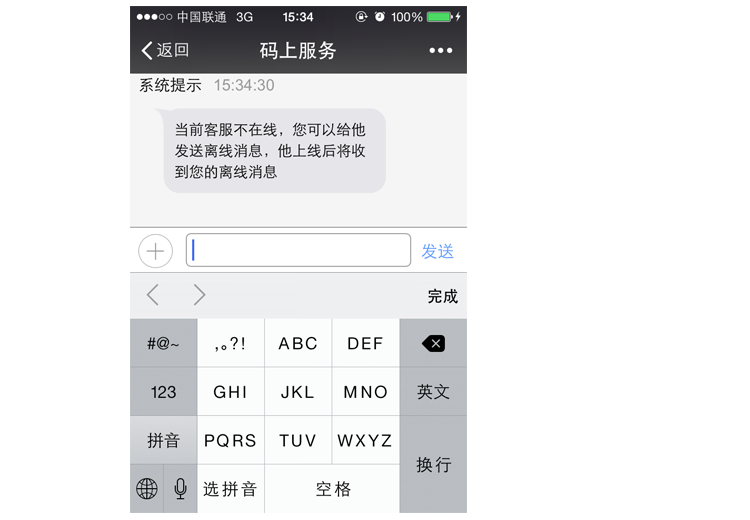 中国联通 3G 15:34 100%
返回 码上服务
系统提示 15:34:30
当前客服不在线，您可以给他
发送离线消息，他上线后将收
到您的离线消息
发送
完成
#@~ ,。?! ABC DEF
123 GHI JKL MNO 英文
拼音 PQRS TUV WXYZ
换行
选拼音 空格